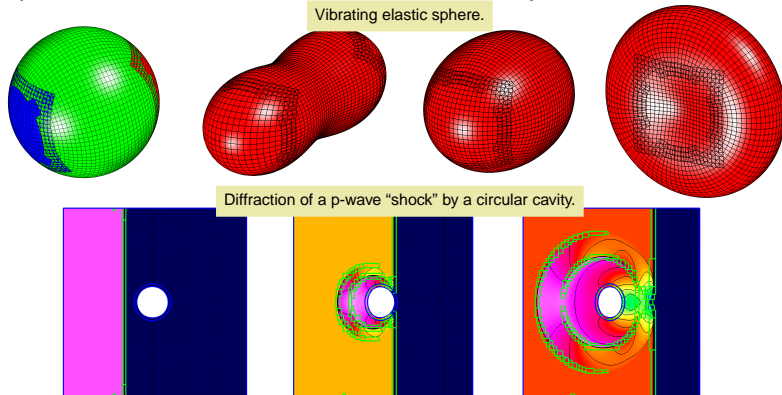 Vibrating elastic sphere.
Diffraction of a p-wave “shock” by a circular cavity.